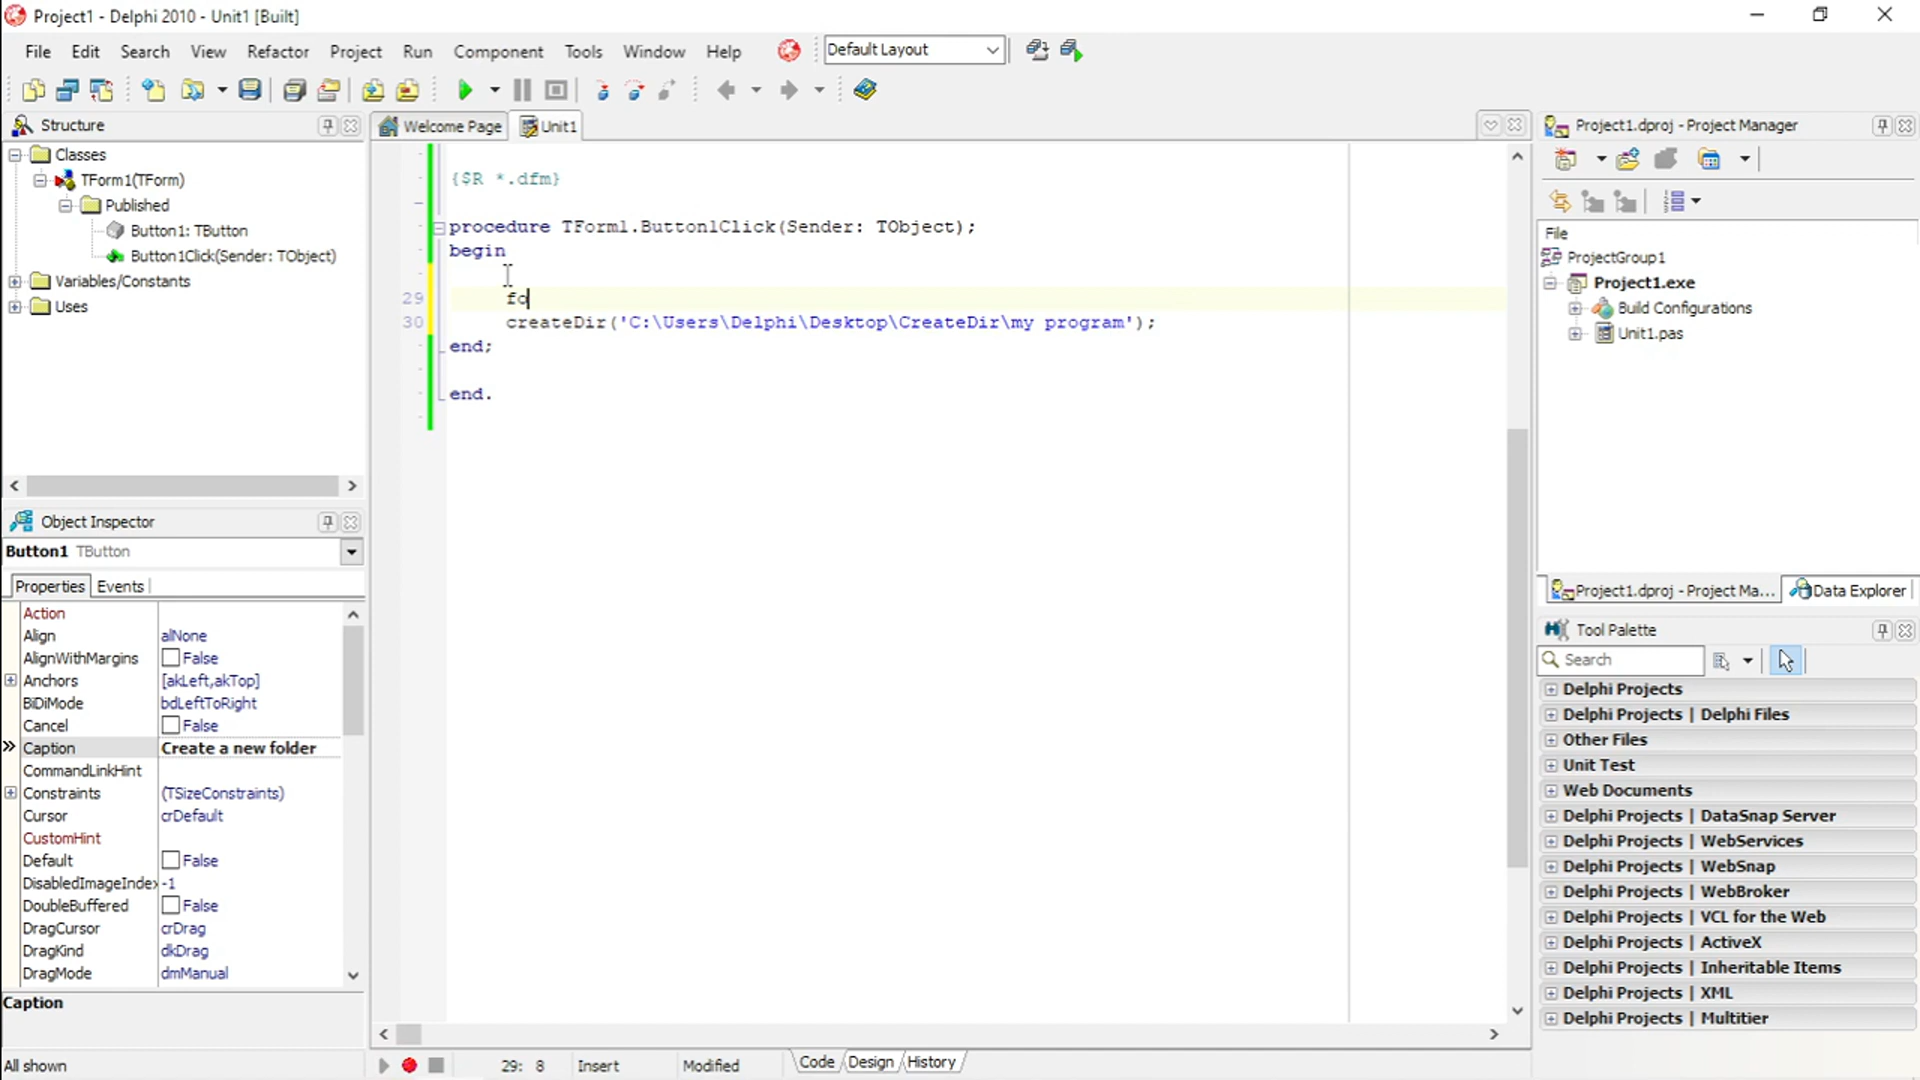 Project1 - Delphi 2010 - Unit1 [Built]
File Edit Search View Refactor Project Run Component Tools Window Help Default Layout
Structure
Classes
TForm1(TForm)
Published
Button1: TButton
Button1Click(Sender: TObject)
Variables/Constants
Uses
Object Inspector
Button1 TButton
Properties Events
Action
Align alNone
AlignWithMargins False
Anchors [akLeft,akTop]
BiDiMode bdLeftToRight
Cancel False
Caption Create a new folder
CommandLinkHint
Constraints (TSizeConstraints)
Cursor crDefault
CustomHint
Default False
DisabledImageIndex -1
DoubleBuffered False
DragCursor crDrag
DragKind dkDrag
DragMode dmManual
Caption
All shown
Welcome Page Unit1
{$R *.dfm}
procedure TForm1.Button1Click(Sender: TObject);
begin
29 fo
30 createDir('C:\Users\Delphi\Desktop\CreateDir\my program');
end;
end.
29: 8 Insert Modified Code Design History
Project1.dproj - Project Manager
File
ProjectGroup1
Project1.exe
Build Configurations
Unit1.pas
Project1.dproj - Project Ma... Data Explorer
Tool Palette
Search
Delphi Projects
Delphi Projects | Delphi Files
Other Files
Unit Test
Web Documents
Delphi Projects | DataSnap Server
Delphi Projects | WebServices
Delphi Projects | WebSnap
Delphi Projects | WebBroker
Delphi Projects | VCL for the Web
Delphi Projects | ActiveX
Delphi Projects | Inheritable Items
Delphi Projects | XML
Delphi Projects | Multitier